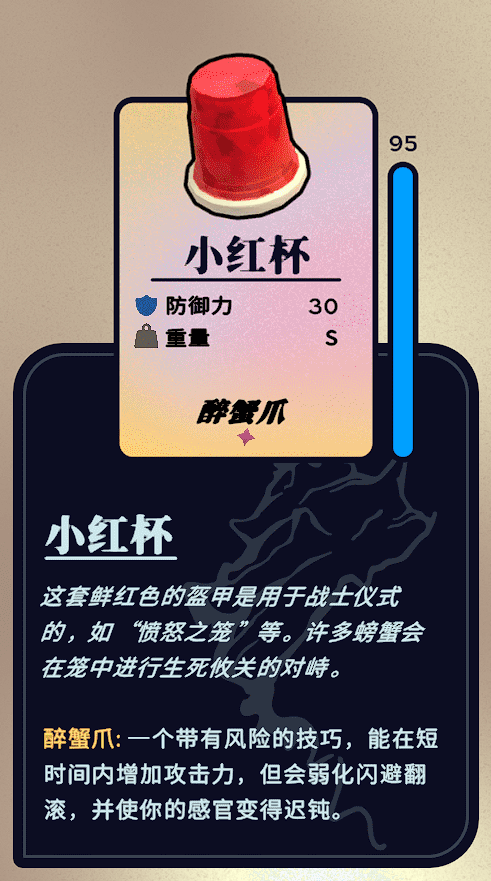 95
小红杯
防御力 30
重量 S
醉蟹爪
小红杯
这套鲜红色的盔甲是用于战士仪式
的，如“愤怒之笼”等。许多螃蟹会
在笼中进行生死攸关的对峙。
醉蟹爪: 一个带有风险的技巧，能在短
时间内增加攻击力，但会弱化闪避翻
滚，并使你的感官变得迟钝。